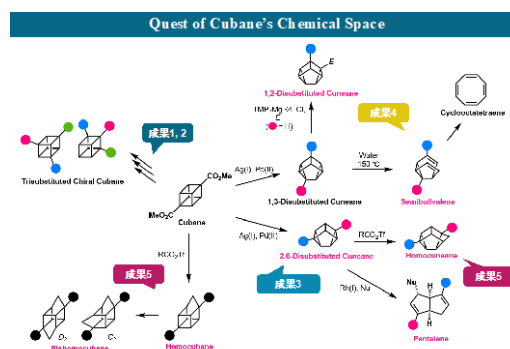 Quest of Cubane's Chemical Space
1,2-Disubstituted Cuneane
Cyclooctatetraene
成果4
成果1, 2
Trisubstituted Chiral Cubane
CO₂Me
MeO₂C
Cubane
Ag(I), Pd(II)
1,3-Disubstituted Cuneane
Water
150 °C
Semibullvalene
Ag(I), Pd(II)
RCO₂Tf
2,6-Disubstituted Cuneane
RCO₂Tf
Homocuneane
成果5
成果3
成果5
Rh(I), Nu
Nu
H
H
Pentalene
D₂
C₂
Bishomocubane
Homocubane
E